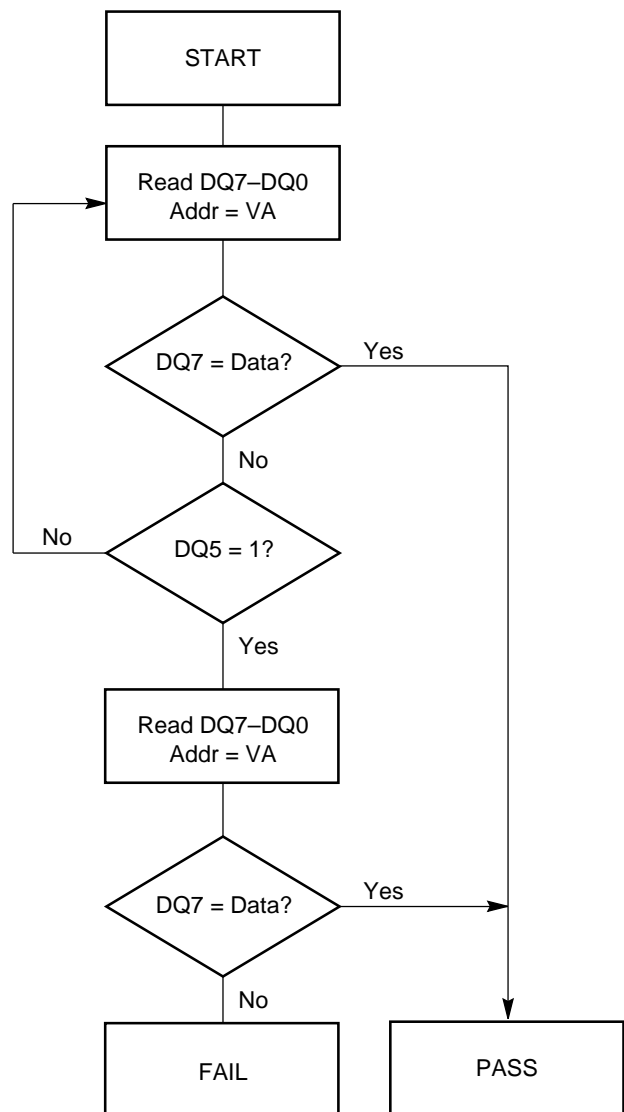 START
Read DQ7–DQ0
Addr = VA
DQ7 = Data?
Yes
No
No
DQ5 = 1?
Yes
Read DQ7–DQ0
Addr = VA
DQ7 = Data?
Yes
No
FAIL
PASS